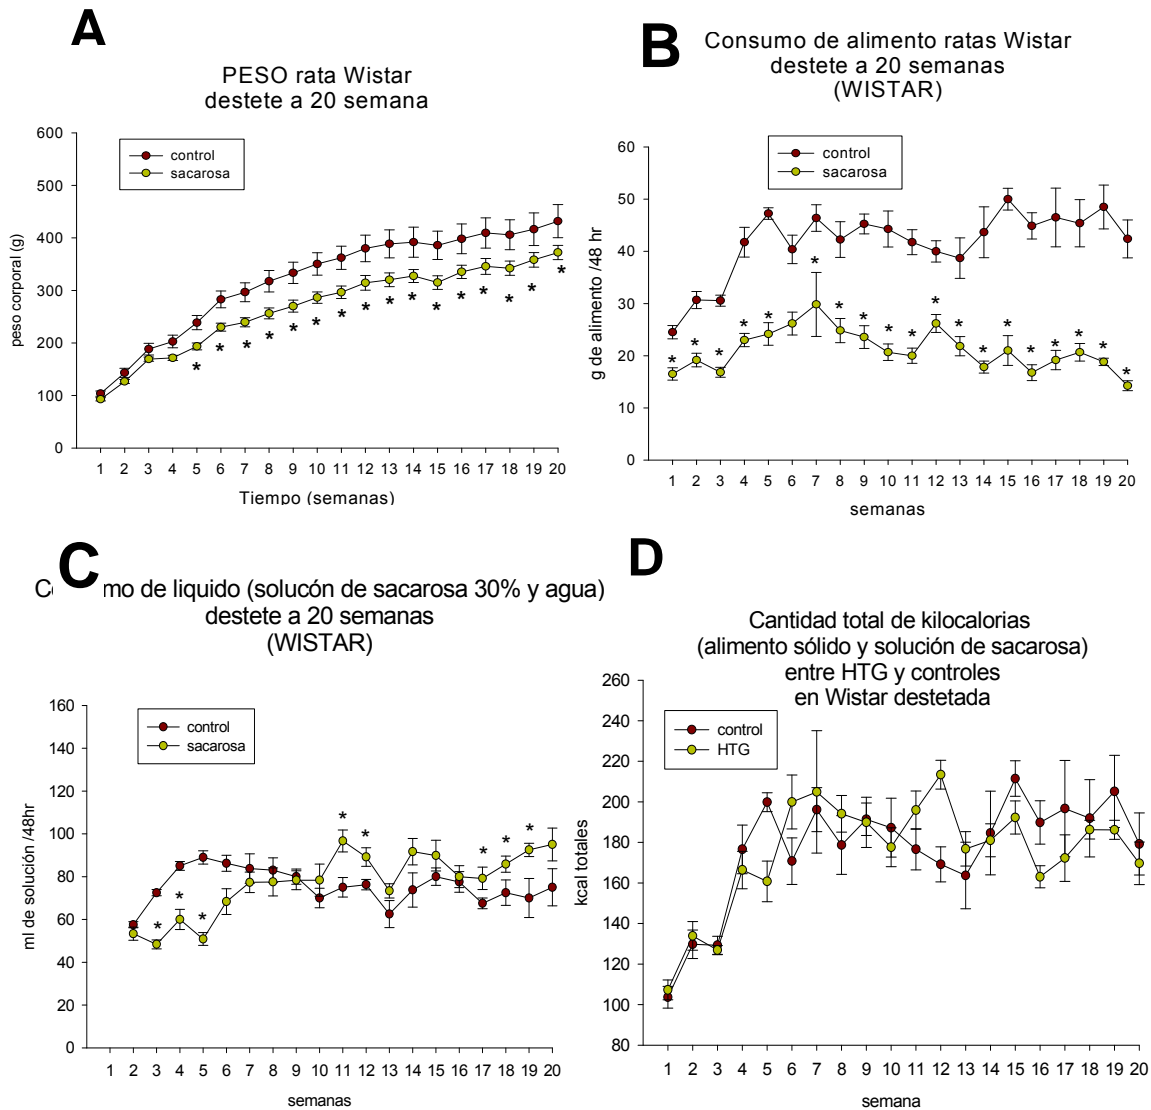 A
PESO rata Wistar
destete a 20 semana
600
500
400
300
200
100
0
peso corporal (g)
control
sacarosa
* * * * * * * * * * * * * * * *
1 2 3 4 5 6 7 8 9 10 11 12 13 14 15 16 17 18 19 20
Tiempo (semanas)
B
Consumo de alimento ratas Wistar
destete a 20 semanas
(WISTAR)
60
50
40
30
20
10
0
g de alimento /48 hr
control
sacarosa
* * * * * * * * * * * * * * * * * * *
1 2 3 4 5 6 7 8 9 10 11 12 13 14 15 16 17 18 19 20
semanas
C
C mo de liquido (solucón de sacarosa 30% y agua)
destete a 20 semanas
(WISTAR)
160
140
120
100
80
60
40
20
0
ml de solución /48hr
control
sacarosa
* * * * * * * *
1 2 3 4 5 6 7 8 9 10 11 12 13 14 15 16 17 18 19 20
semanas
D
Cantidad total de kilocalorias
(alimento sólido y solución de sacarosa)
entre HTG y controles
en Wistar destetada
260
240
220
200
180
160
140
120
100
80
kcal totales
control
HTG
1 2 3 4 5 6 7 8 9 10 11 12 13 14 15 16 17 18 19 20
semana